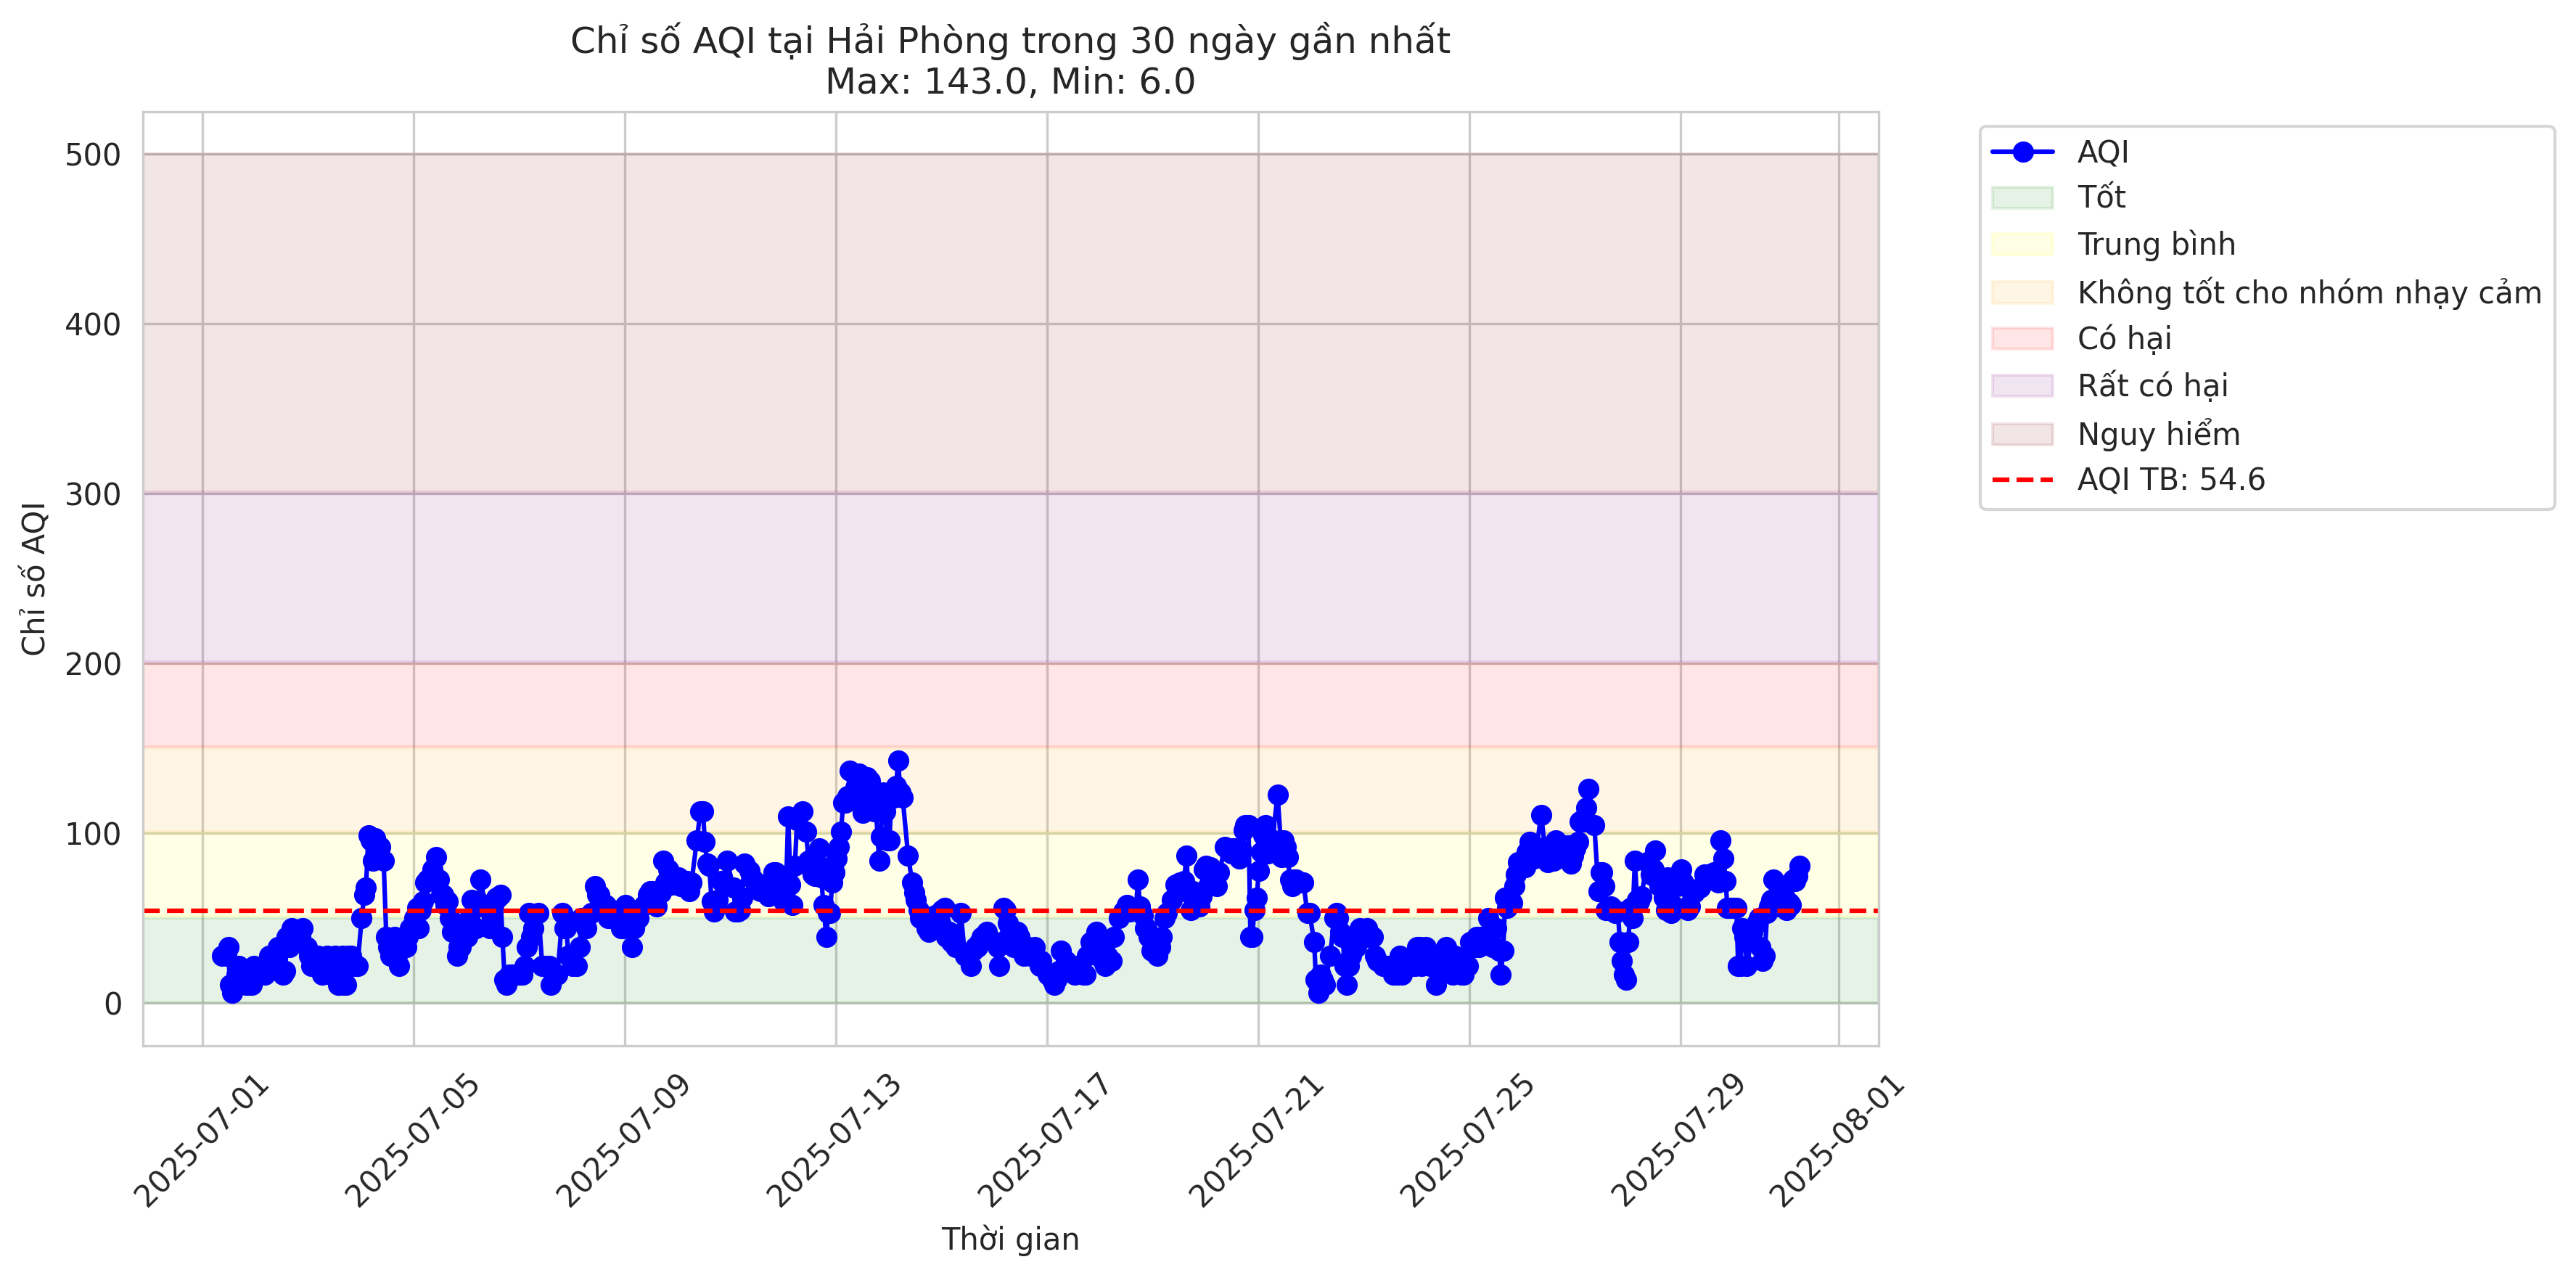 Chỉ số AQI tại Hải Phòng trong 30 ngày gần nhất
Max: 143.0, Min: 6.0
Chỉ số AQI
500
400
300
200
100
0
2025-07-01
2025-07-05
2025-07-09
2025-07-13
2025-07-17
2025-07-21
2025-07-25
2025-07-29
2025-08-01
Thời gian
AQI
Tốt
Trung bình
Không tốt cho nhóm nhạy cảm
Có hại
Rất có hại
Nguy hiểm
AQI TB: 54.6